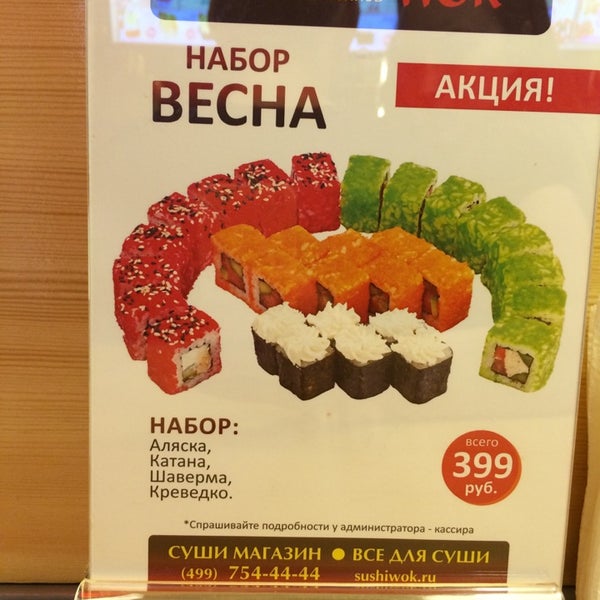 WOK
НАБОР
ВЕСНА
АКЦИЯ!
НАБОР:
Аляска,
Катана,
Шаверма,
Креведко.
всего
399
руб.
*Спрашивайте подробности у администратора - кассира
СУШИ МАГАЗИН ● ВСЕ ДЛЯ СУШИ
(499) 754-44-44 sushiwok.ru